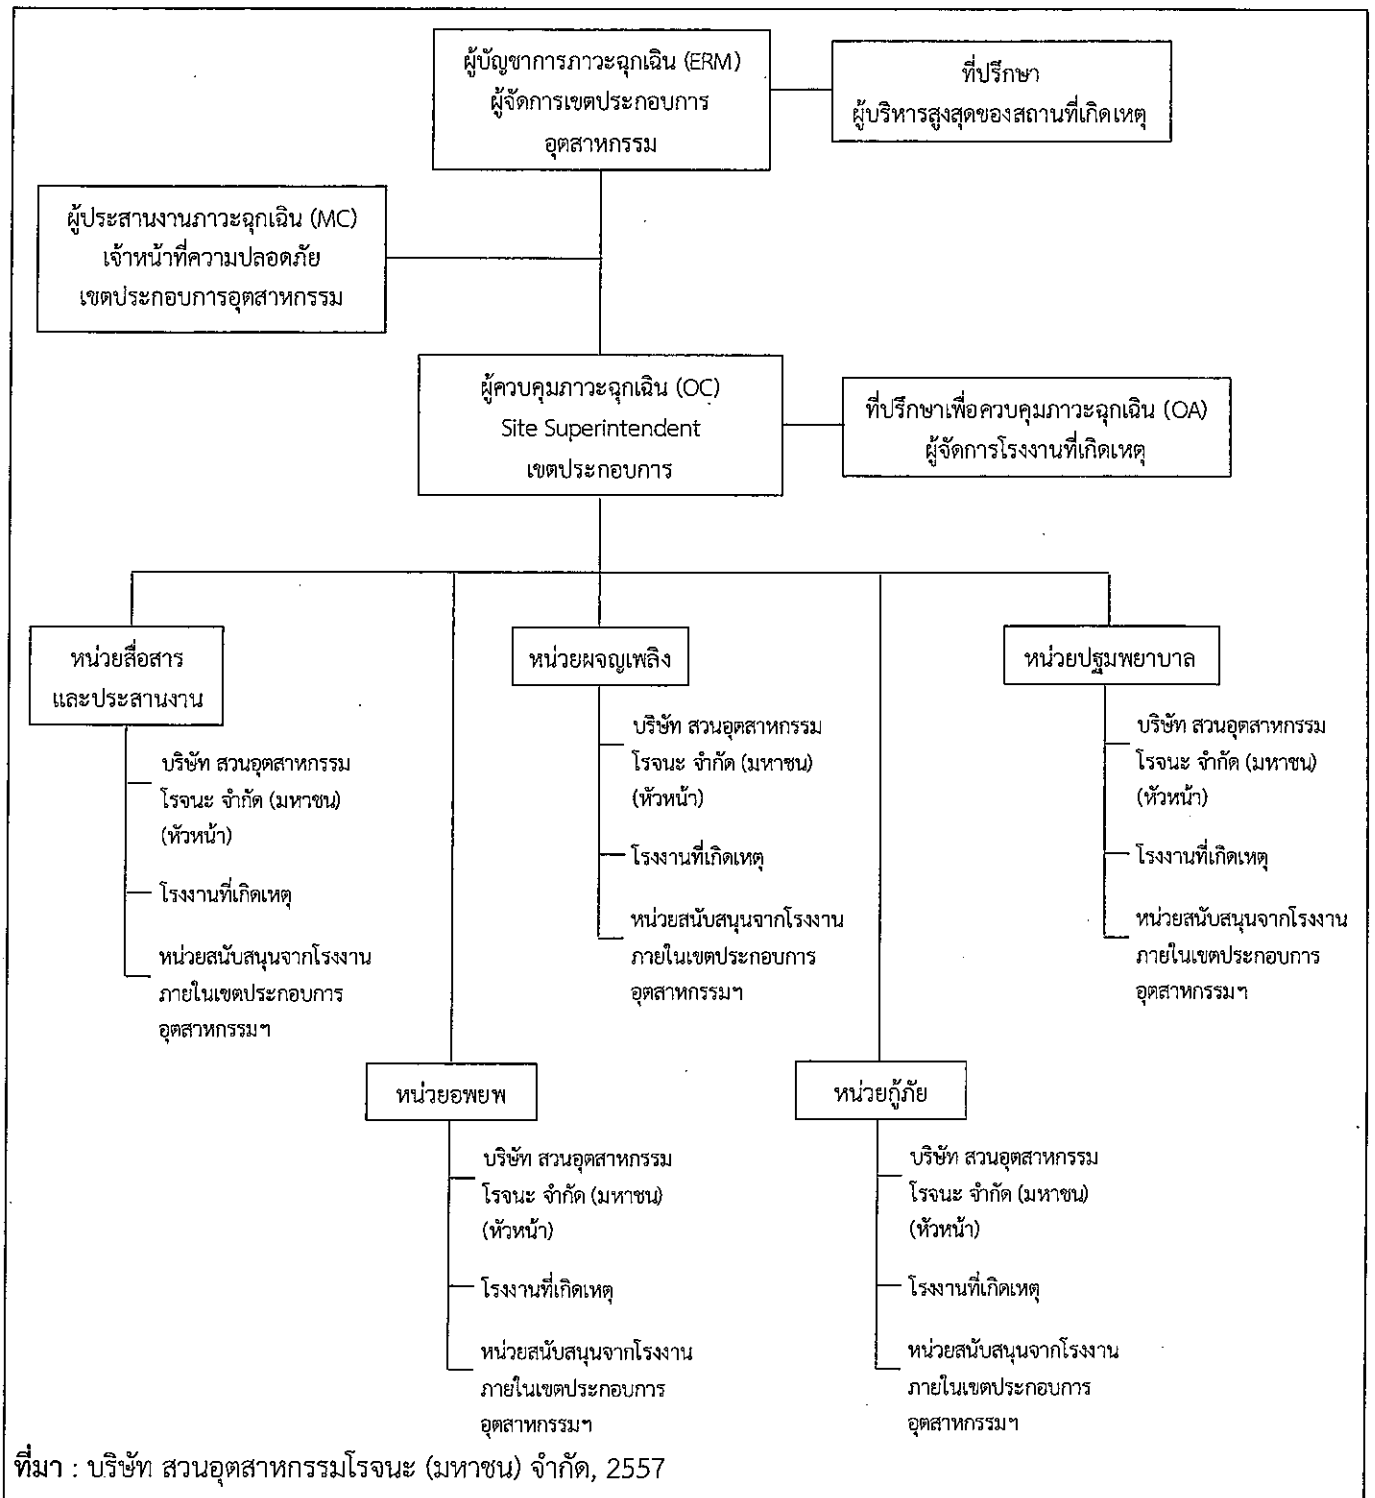 ผู้บัญชาการภาวะฉุกเฉิน (ERM)
ผู้จัดการเขตประกอบการ
อุตสาหกรรม
ที่ปรึกษา
ผู้บริหารสูงสุดของสถานที่เกิดเหตุ
ผู้ประสานงานภาวะฉุกเฉิน (MC)
เจ้าหน้าที่ความปลอดภัย
เขตประกอบการอุตสาหกรรม
ผู้ควบคุมภาวะฉุกเฉิน (OC)
Site Superintendent
เขตประกอบการ
ที่ปรึกษาเพื่อควบคุมภาวะฉุกเฉิน (OA)
ผู้จัดการโรงงานที่เกิดเหตุ
หน่วยสื่อสาร
และประสานงาน
บริษัท สวนอุตสาหกรรม
โรจนะ จำกัด (มหาชน)
(หัวหน้า)
โรงงานที่เกิดเหตุ
หน่วยสนับสนุนจากโรงงาน
ภายในเขตประกอบการ
อุตสาหกรรมฯ
หน่วยผจญเพลิง
บริษัท สวนอุตสาหกรรม
โรจนะ จำกัด (มหาชน)
(หัวหน้า)
โรงงานที่เกิดเหตุ
หน่วยสนับสนุนจากโรงงาน
ภายในเขตประกอบการ
อุตสาหกรรมฯ
หน่วยปฐมพยาบาล
บริษัท สวนอุตสาหกรรม
โรจนะ จำกัด (มหาชน)
(หัวหน้า)
โรงงานที่เกิดเหตุ
หน่วยสนับสนุนจากโรงงาน
ภายในเขตประกอบการ
อุตสาหกรรมฯ
หน่วยอพยพ
บริษัท สวนอุตสาหกรรม
โรจนะ จำกัด (มหาชน)
(หัวหน้า)
โรงงานที่เกิดเหตุ
หน่วยสนับสนุนจากโรงงาน
ภายในเขตประกอบการ
อุตสาหกรรมฯ
หน่วยกู้ภัย
บริษัท สวนอุตสาหกรรม
โรจนะ จำกัด (มหาชน)
(หัวหน้า)
โรงงานที่เกิดเหตุ
หน่วยสนับสนุนจากโรงงาน
ภายในเขตประกอบการ
อุตสาหกรรมฯ
ที่มา : บริษัท สวนอุตสาหกรรมโรจนะ (มหาชน) จำกัด, 2557